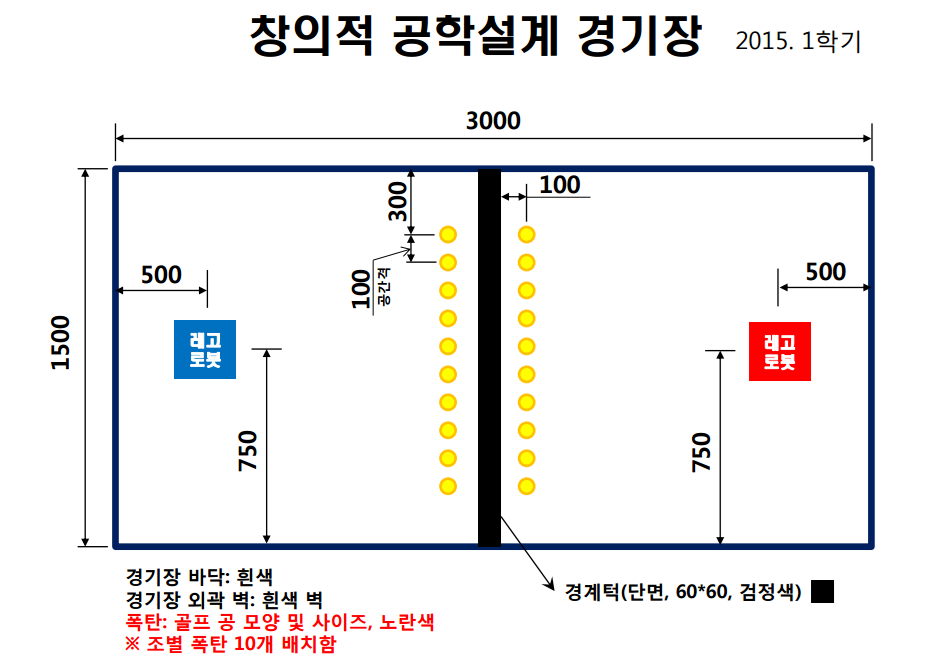 창의적 공학설계 경기장 2015. 1학기
3000
300
100
100
공간격
500
500
1500
레고
로봇
레고
로봇
750
750
경기장 바닥: 흰색
경기장 외곽 벽: 흰색 벽
폭탄: 골프 공 모양 및 사이즈, 노란색
※ 조별 폭탄 10개 배치함
경계턱(단면, 60*60, 검정색)